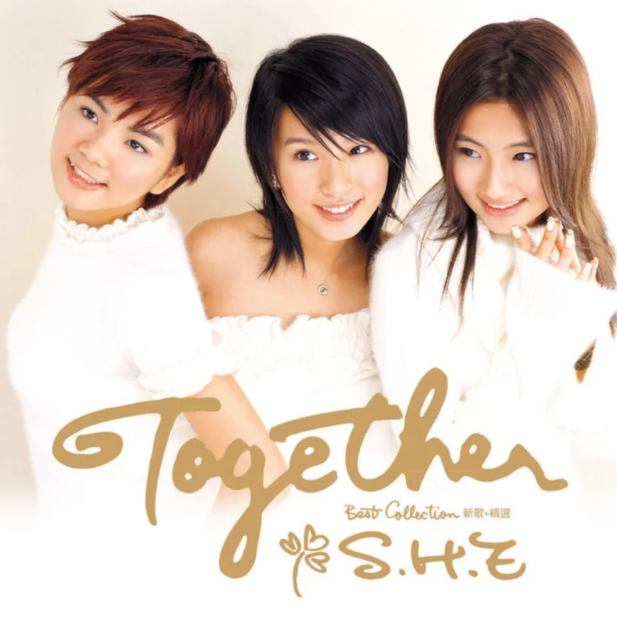 Together
Best Collection 新歌+精選
S.H.E